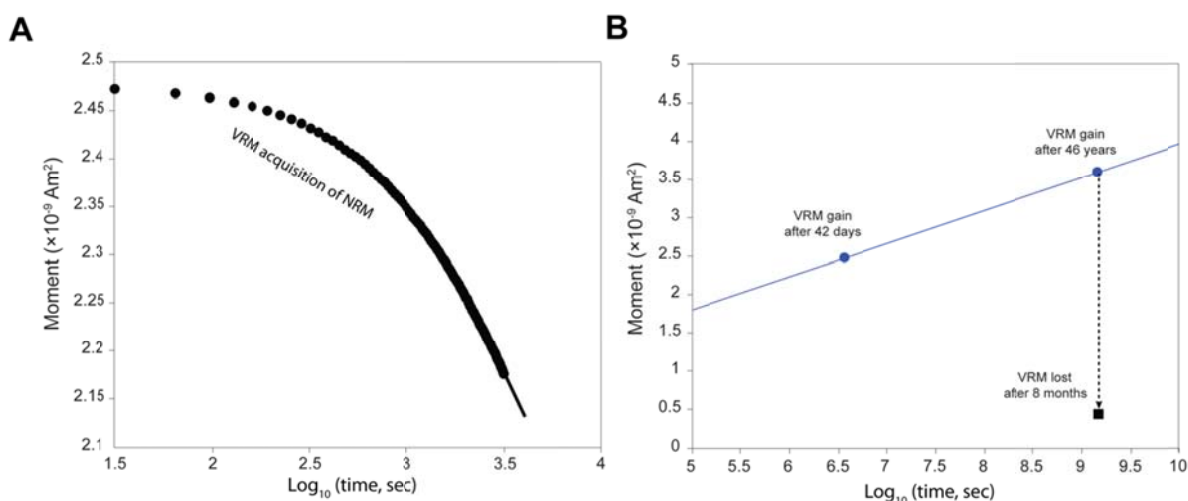 A
2.5
2.45
2.4
2.35
2.3
2.25
2.2
2.15
2.1
Moment (×10⁻⁹ Am²)
VRM acquisition of NRM
1.5 2 2.5 3 3.5 4
Log₁₀ (time, sec)
B
5
4.5
4
3.5
3
2.5
2
1.5
1
0.5
0
Moment (×10⁻⁹ Am²)
VRM gain
after 46 years
VRM gain
after 42 days
VRM lost
after 8 months
5 5.5 6 6.5 7 7.5 8 8.5 9 9.5 10
Log₁₀ (time, sec)